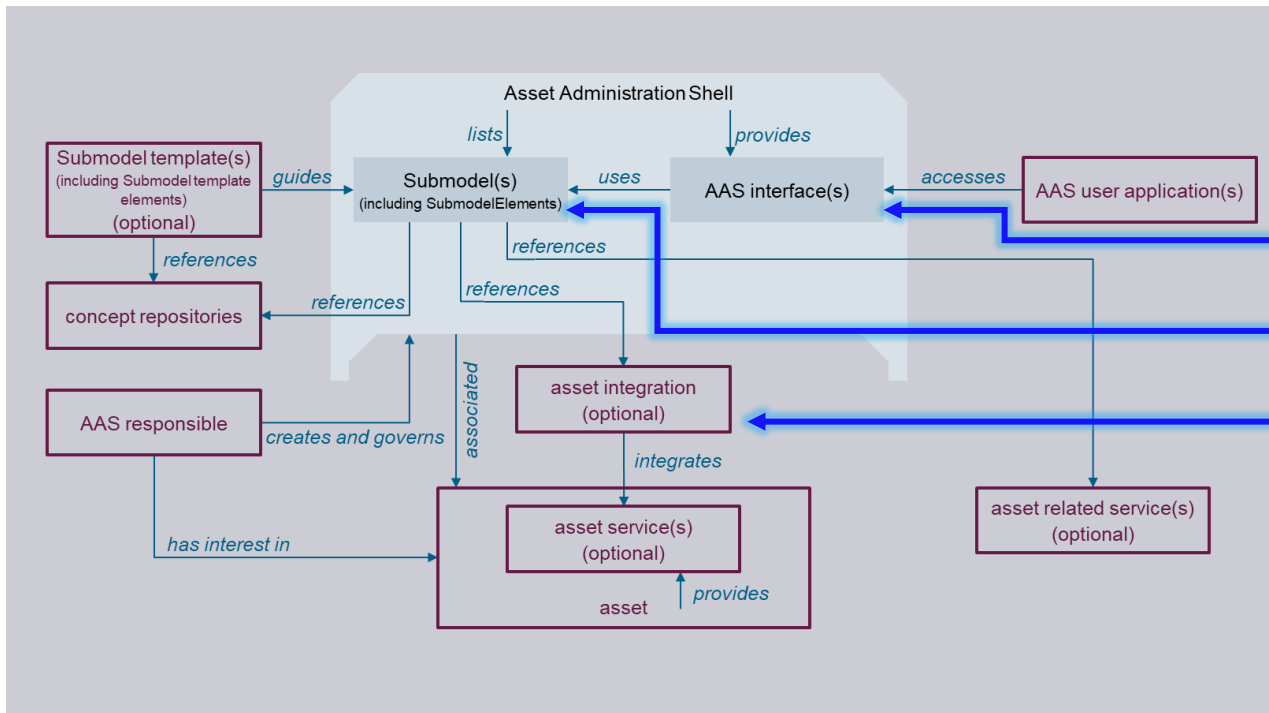 Asset Administration Shell
lists
provides
Submodel template(s)
(including Submodel template
elements)
(optional)
guides
Submodel(s)
(including SubmodelElements)
uses
AAS interface(s)
accesses
AAS user application(s)
references
references
references
references
concept repositories
AAS responsible
creates and governs
associated
asset integration
(optional)
integrates
has interest in
asset service(s)
(optional)
provides
asset
asset related service(s)
(optional)